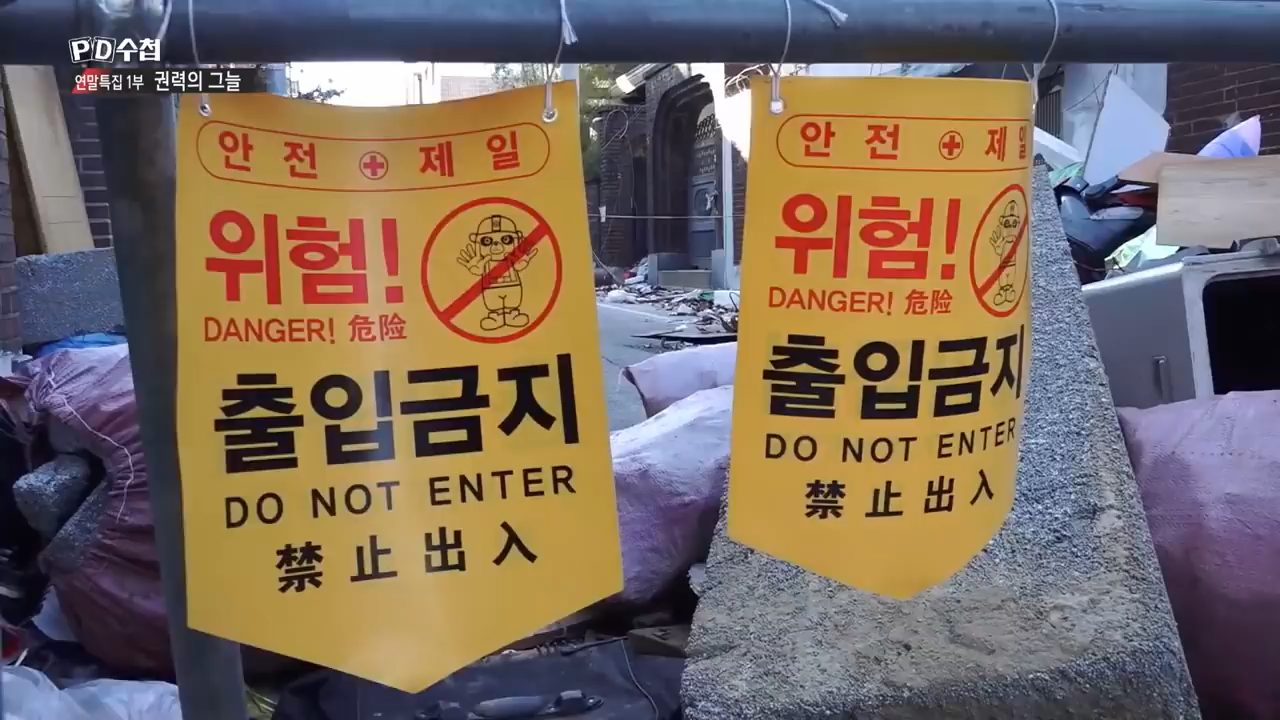 PD수첩
연말특집 1부 권력의 그늘
안전 제일
위험!
DANGER! 危险
출입금지
DO NOT ENTER
禁止出入
안전 제일
위험!
DANGER! 危险
출입금지
DO NOT ENTER
禁止出入